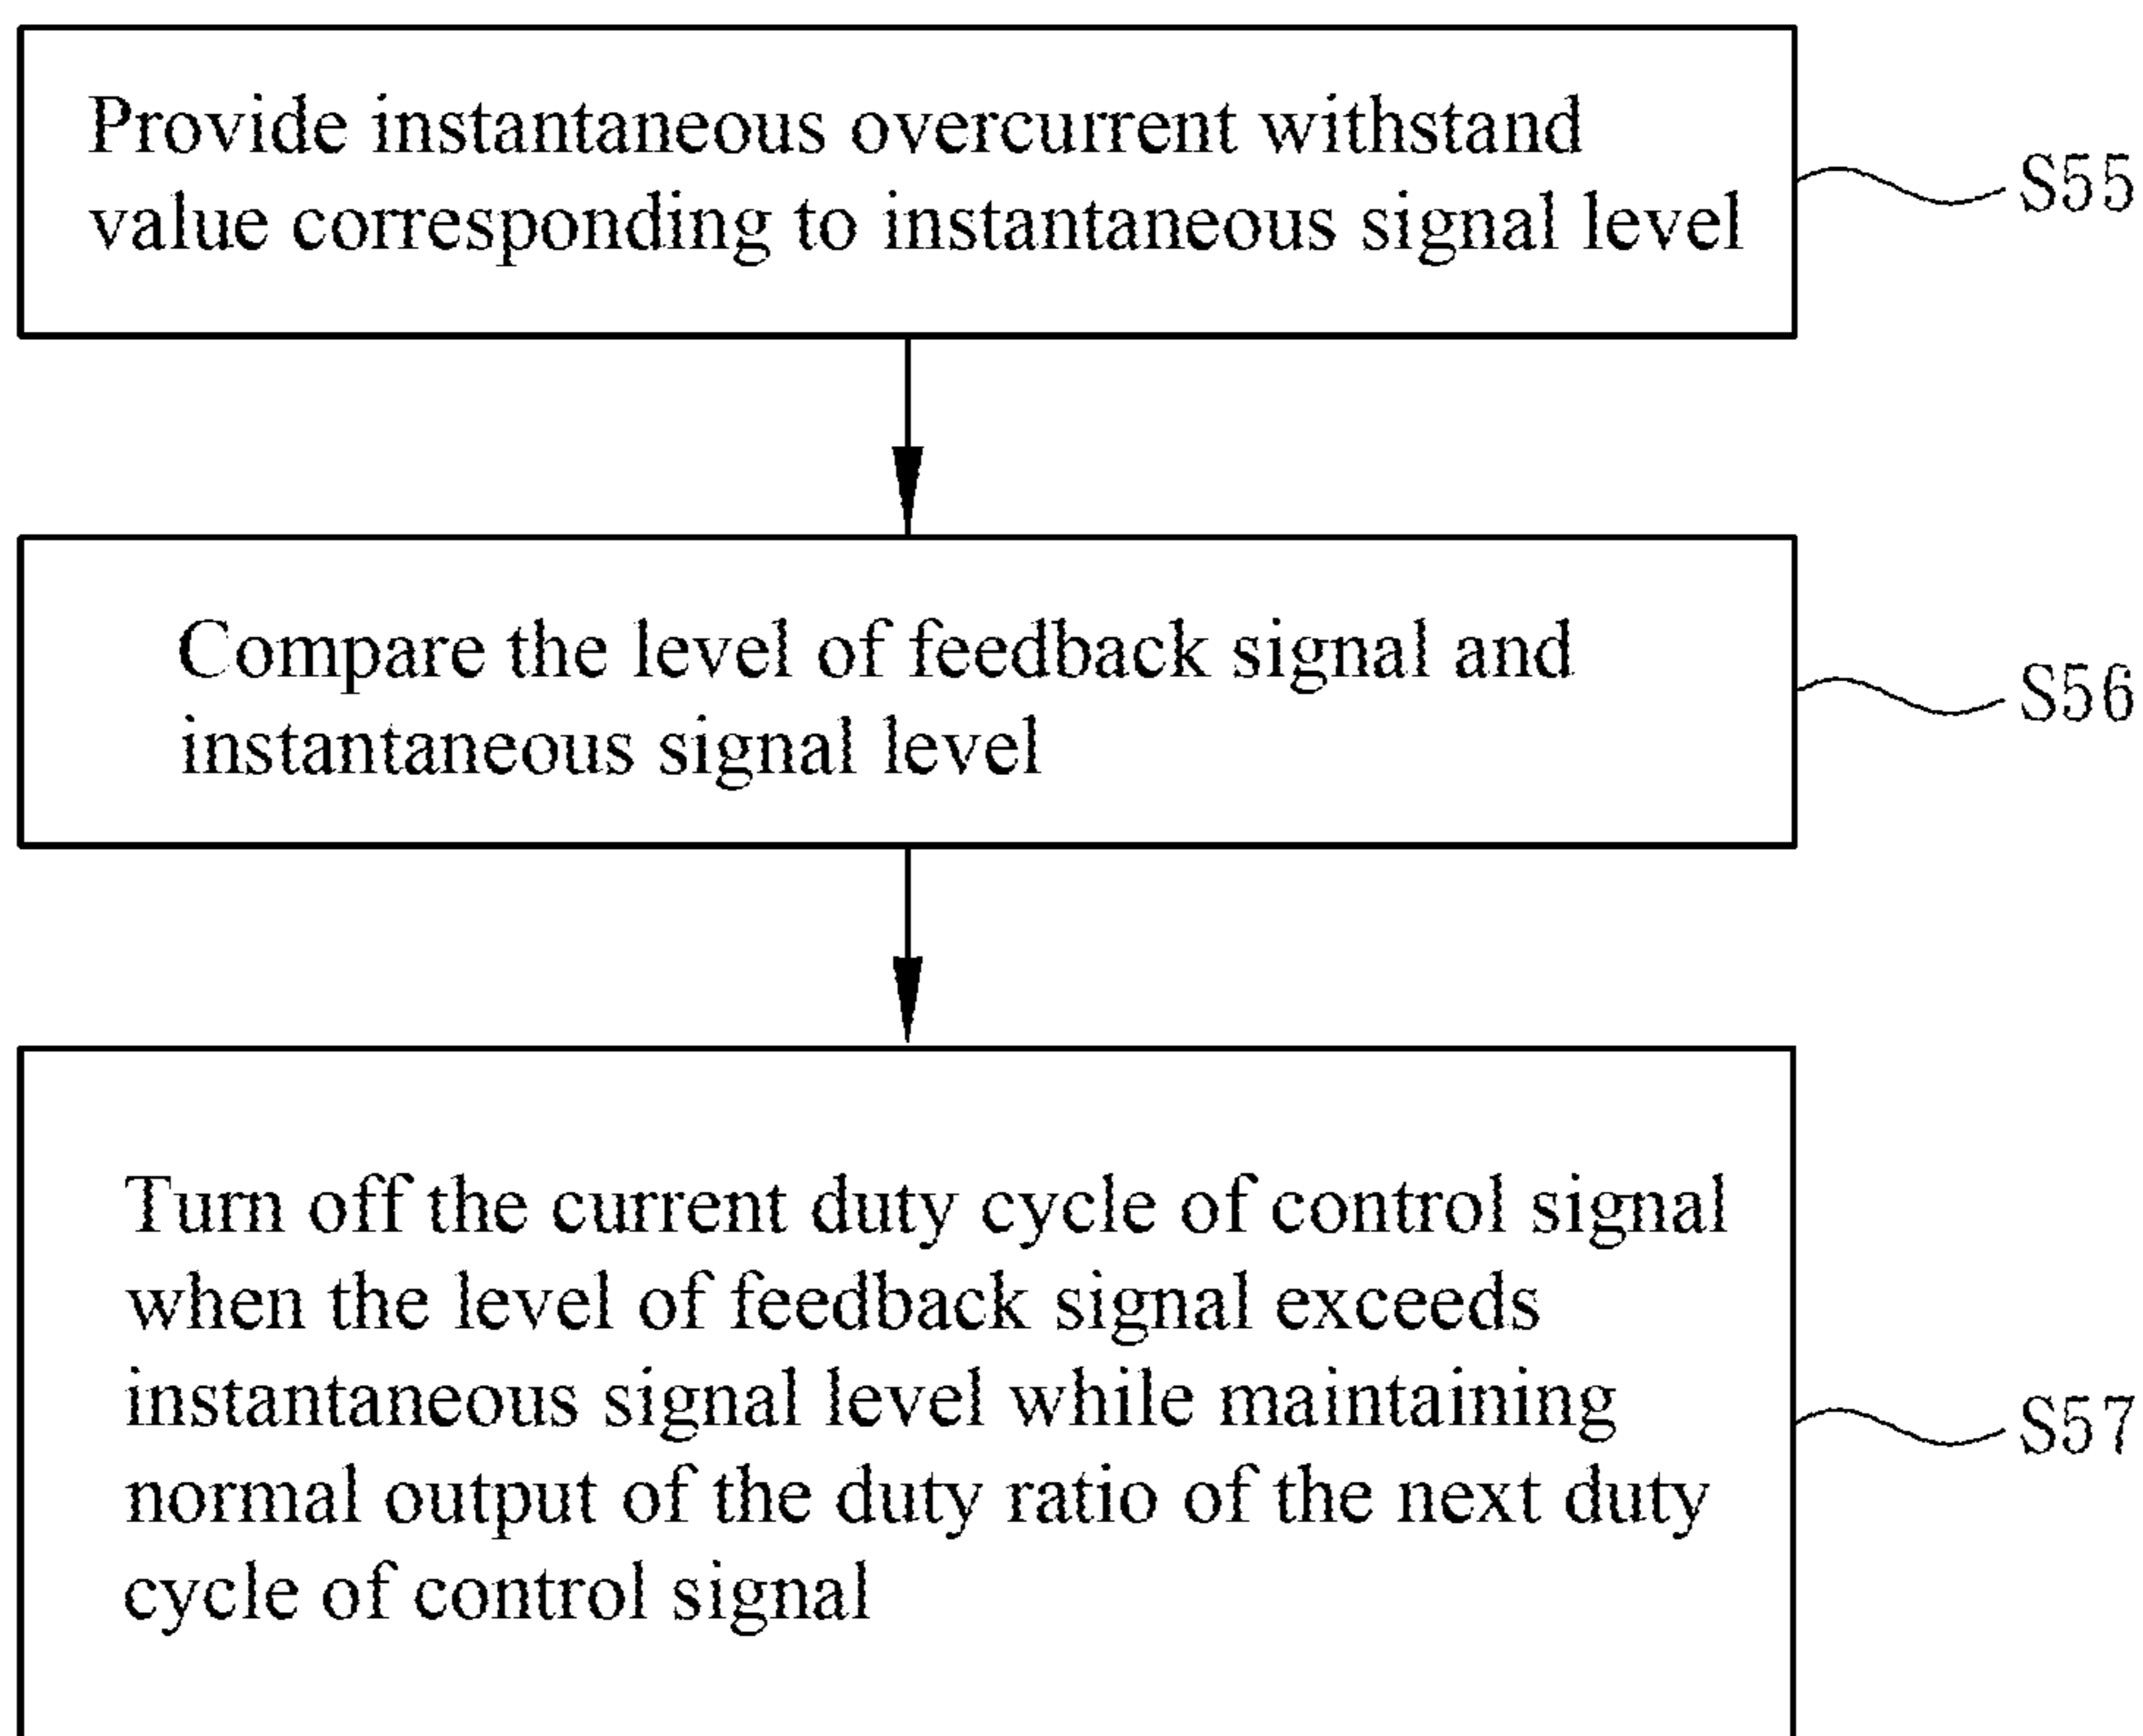 Provide instantaneous overcurrent withstand
value corresponding to instantaneous signal level
S55
Compare the level of feedback signal and
instantaneous signal level
S56
Turn off the current duty cycle of control signal
when the level of feedback signal exceeds
instantaneous signal level while maintaining
normal output of the duty ratio of the next duty
cycle of control signal
S57